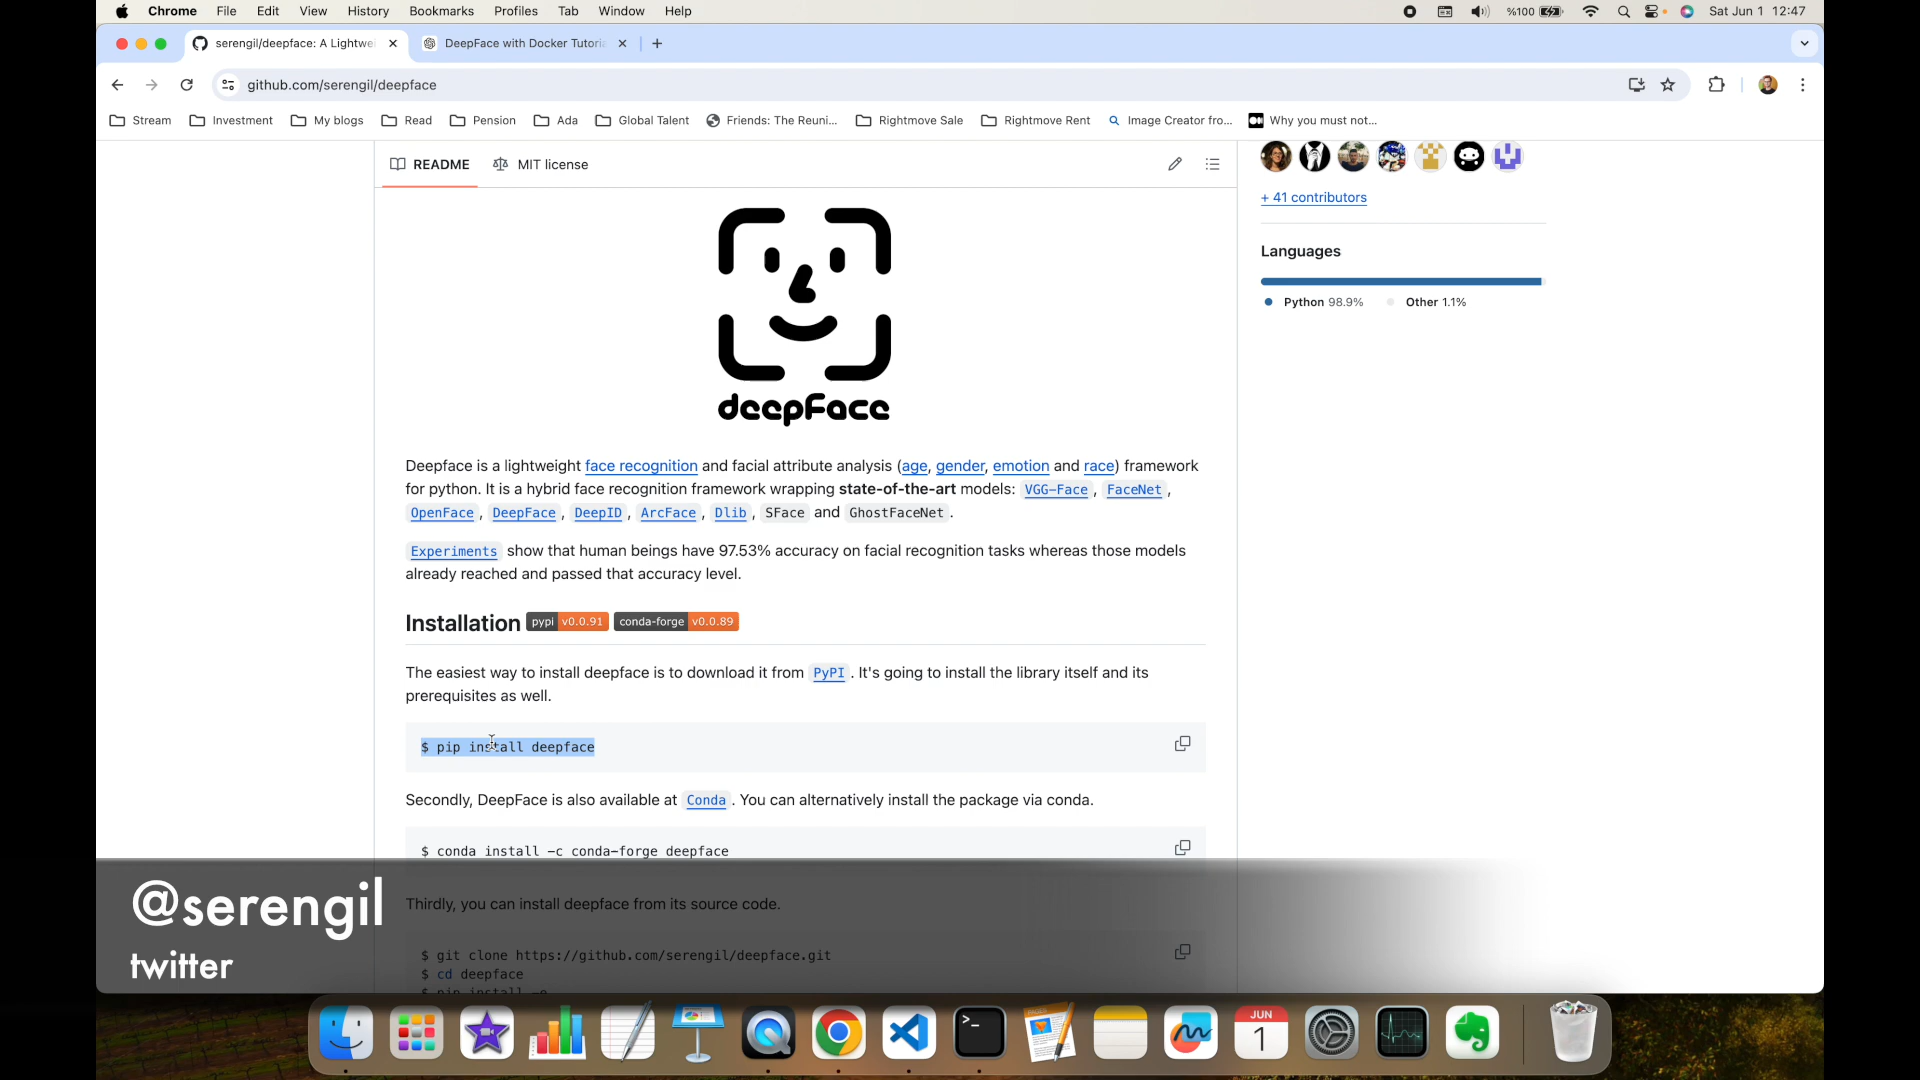 Chrome File Edit View History Bookmarks Profiles Tab Window Help %100 Sat Jun 1 12:47
serengil/deepface: A Lightwei DeepFace with Docker Tutoria
github.com/serengil/deepface
Stream Investment My blogs Read Pension Ada Global Talent Friends: The Reuni... Rightmove Sale Rightmove Rent Image Creator fro... Why you must not...
README MIT license
+ 41 contributors
Languages
Python 98.9% Other 1.1%
deepface
Deepface is a lightweight face recognition and facial attribute analysis (age, gender, emotion and race) framework
for python. It is a hybrid face recognition framework wrapping state-of-the-art models: VGG-Face, FaceNet,
OpenFace, DeepFace, DeepID, ArcFace, Dlib, SFace and GhostFaceNet.
Experiments show that human beings have 97.53% accuracy on facial recognition tasks whereas those models
already reached and passed that accuracy level.
Installation pypi v0.0.91 conda-forge v0.0.89
The easiest way to install deepface is to download it from PyPI. It's going to install the library itself and its
prerequisites as well.
$ pip install deepface
Secondly, DeepFace is also available at Conda. You can alternatively install the package via conda.
$ conda install -c conda-forge deepface
Thirdly, you can install deepface from its source code.
$ git clone https://github.com/serengil/deepface.git
$ cd deepface
$ pip install -e
@serengil
twitter
JUN
1